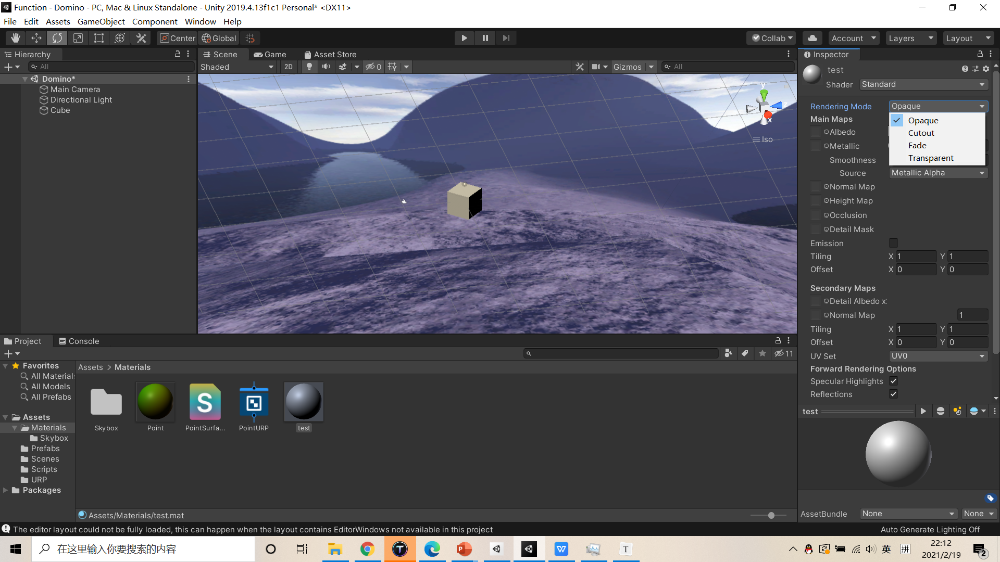 Function - Domino - PC, Mac & Linux Standalone - Unity 2019.4.13f1c1 Personal* <DX11>
File Edit Assets GameObject Component Window Help
Center Global Collab Account Layers Layout
Hierarchy
All
Domino*
Main Camera
Directional Light
Cube
Scene Game Asset Store
Shaded 2D 0 Gizmos All
y
z
x
Iso
Inspector
test
Shader Standard
Rendering Mode Opaque
Opaque
Cutout
Fade
Transparent
Main Maps
Albedo
Metallic
Smoothness
Source Metallic Alpha
Normal Map
Height Map
Occlusion
Detail Mask
Emission
Tiling X 1 Y 1
Offset X 0 Y 0
Secondary Maps
Detail Albedo x
Normal Map 1
Tiling X 1 Y 1
Offset X 0 Y 0
UV Set UV0
Forward Rendering Options
Specular Highlights
Reflections
test
AssetBundle None None
Project Console
11
Favorites
All Material
All Models
All Prefabs
Assets
Materials
Skybox
Prefabs
Scenes
Scripts
URP
Packages
Assets > Materials
Skybox Point PointSurfa... PointURP test
S
Assets/Materials/test.mat
The editor layout could not be fully loaded, this can happen when the layout contains EditorWindows not available in this project
Auto Generate Lighting Off
在这里输入你要搜索的内容
T P W T
英 拼
22:12
2021/2/19
2